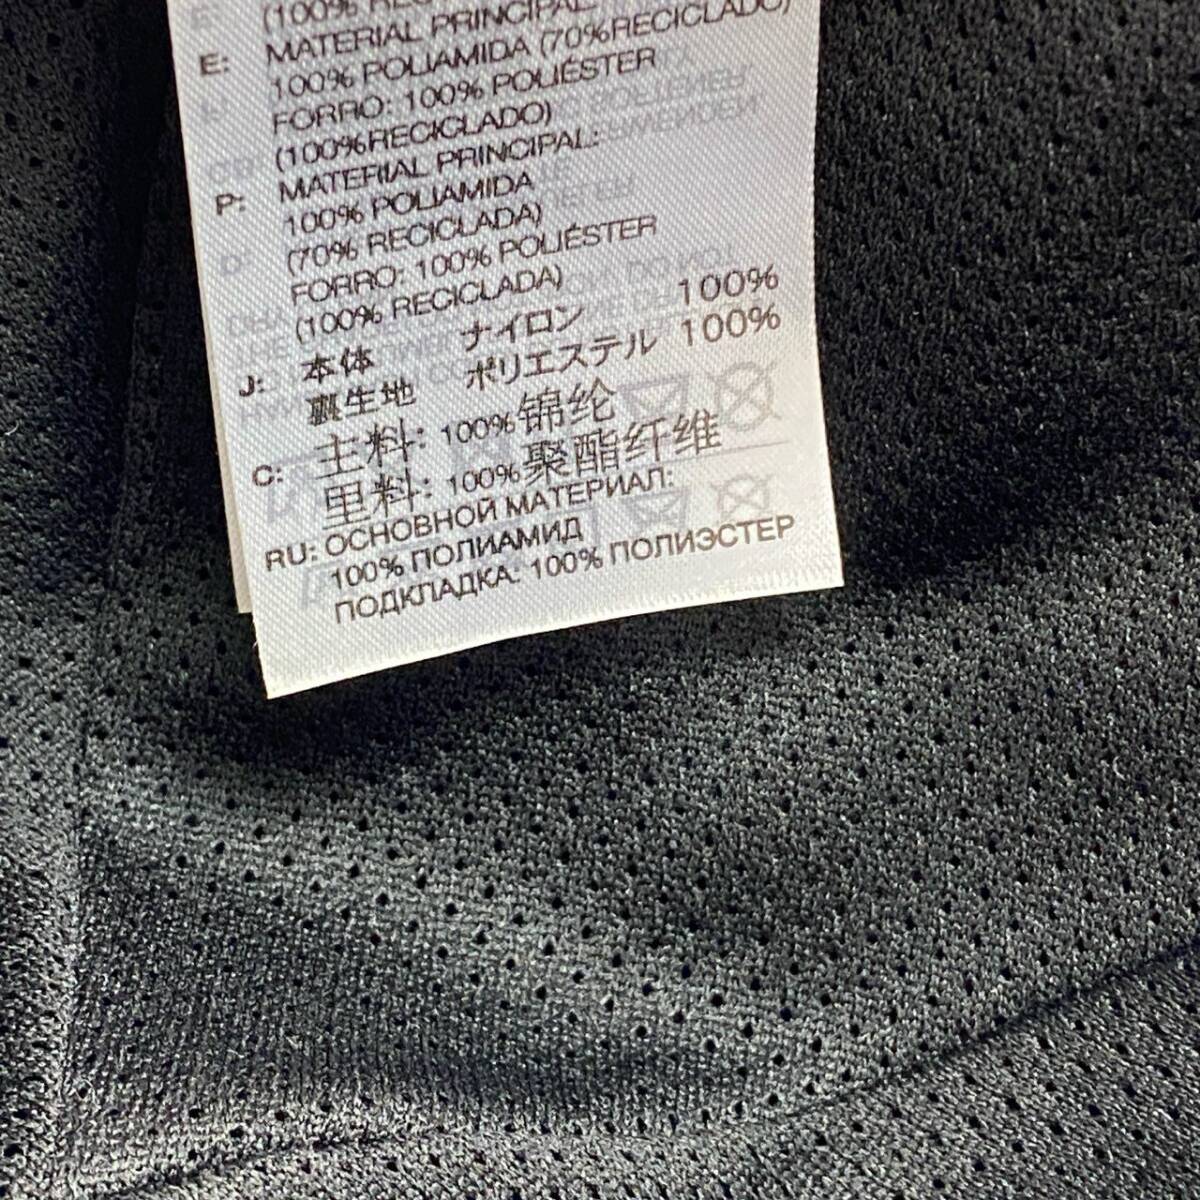 (100% REC
E: MATERIAL PRINCIPAL:
100% POLIAMIDA (70%RECICLADO)
FORRO: 100% POLIÉSTER
(100%RECICLADO)
P: MATERIAL PRINCIPAL:
100% POLIAMIDA
(70% RECICLADA)
FORRO: 100% POLIÉSTER
(100% RECICLADA)
J: 本体 ナイロン 100%
裏生地 ポリエステル 100%
C: 主料: 100%锦纶
里料: 100%聚酯纤维
RU: ОСНОВНОЙ МАТЕРИАЛ:
100% ПОЛИАМИД
ПОДКЛАДКА: 100% ПОЛИЭСТЕР